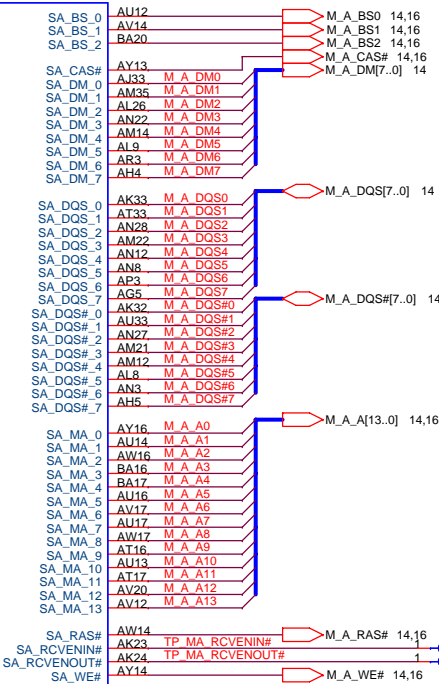 SA_BS_0 AU12 M_A_BS0 14,16
SA_BS_1 AV14 M_A_BS1 14,16
SA_BS_2 BA20 M_A_BS2 14,16
SA_CAS# AY13 M_A_CAS# 14,16
SA_DM_0 AJ33 M_A_DM0 M_A_DM[7..0] 14
SA_DM_1 AM35 M_A_DM1
SA_DM_2 AL26 M_A_DM2
SA_DM_3 AN22 M_A_DM3
SA_DM_4 AM14 M_A_DM4
SA_DM_5 AL9 M_A_DM5
SA_DM_6 AR3 M_A_DM6
SA_DM_7 AH4 M_A_DM7
SA_DQS_0 AK33 M_A_DQS0 M_A_DQS[7..0] 14
SA_DQS_1 AT33 M_A_DQS1
SA_DQS_2 AN28 M_A_DQS2
SA_DQS_3 AM22 M_A_DQS3
SA_DQS_4 AN12 M_A_DQS4
SA_DQS_5 AN8 M_A_DQS5
SA_DQS_6 AP3 M_A_DQS6
SA_DQS_7 AG5 M_A_DQS7
SA_DQS#_0 AK32 M_A_DQS#0 M_A_DQS#[7..0] 14
SA_DQS#_1 AU33 M_A_DQS#1
SA_DQS#_2 AN27 M_A_DQS#2
SA_DQS#_3 AM21 M_A_DQS#3
SA_DQS#_4 AM12 M_A_DQS#4
SA_DQS#_5 AL8 M_A_DQS#5
SA_DQS#_6 AN3 M_A_DQS#6
SA_DQS#_7 AH5 M_A_DQS#7
SA_MA_0 AY16 M_A_A0 M_A_A[13..0] 14,16
SA_MA_1 AU14 M_A_A1
SA_MA_2 AW16 M_A_A2
SA_MA_3 BA16 M_A_A3
SA_MA_4 BA17 M_A_A4
SA_MA_5 AU16 M_A_A5
SA_MA_6 AV17 M_A_A6
SA_MA_7 AU17 M_A_A7
SA_MA_8 AW17 M_A_A8
SA_MA_9 AT16 M_A_A9
SA_MA_10 AU13 M_A_A10
SA_MA_11 AT17 M_A_A11
SA_MA_12 AV20 M_A_A12
SA_MA_13 AV12 M_A_A13
SA_RAS# AW14 M_A_RAS# 14,16
SA_RCVENIN# AK23 TP_MA_RCVENIN# 1
SA_RCVENOUT# AK24 TP_MA_RCVENOUT# 1
SA_WE# AY14 M_A_WE# 14,16